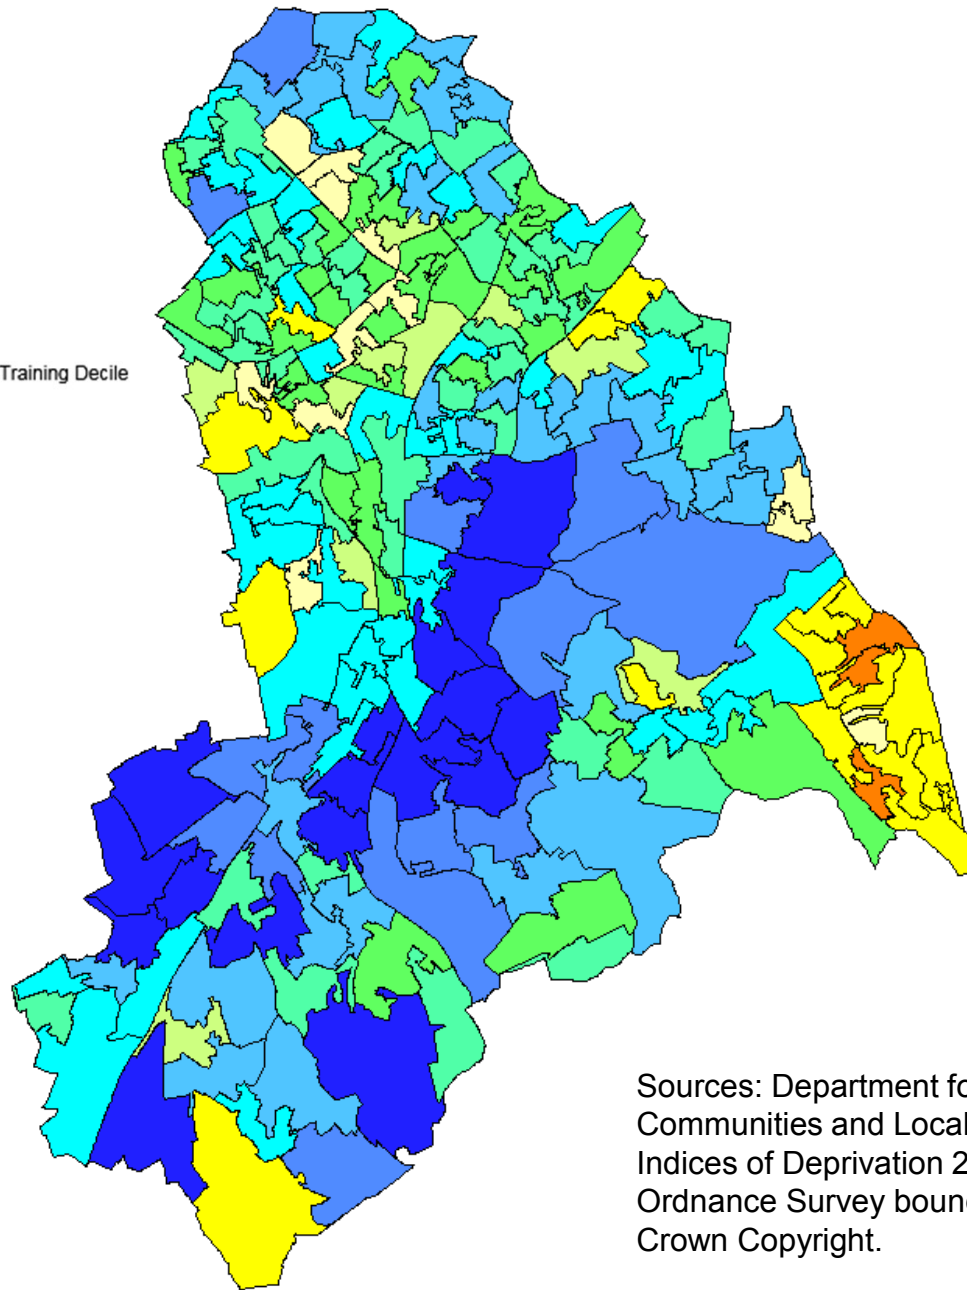 Training Decile
Sources: Department fo
Communities and Local
Indices of Deprivation 2
Ordnance Survey boun
Crown Copyright.